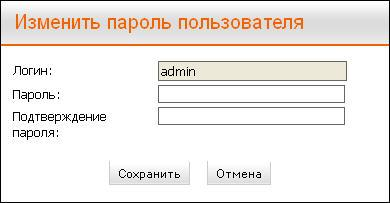 Изменить пароль пользователя
Логин: admin
Пароль:
Подтверждение
пароля:
Сохранить Отмена